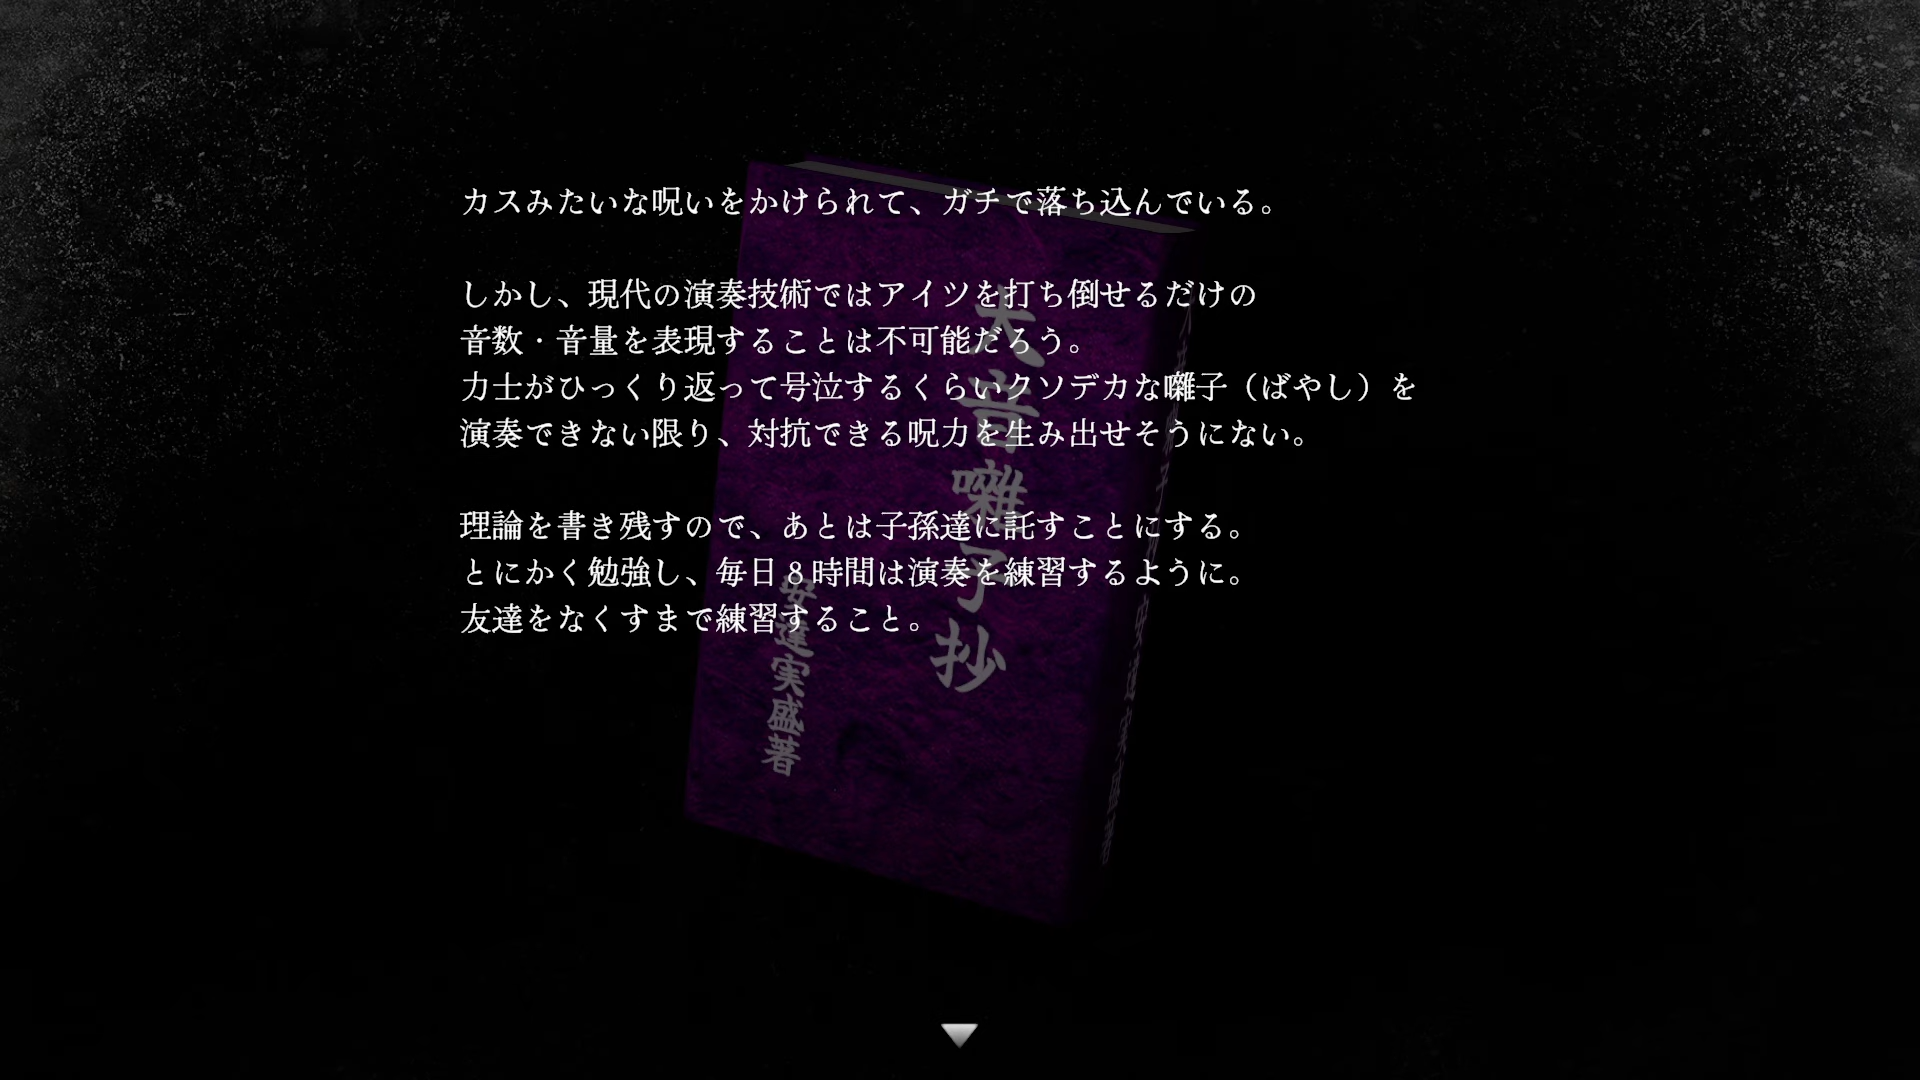 カスみたいな呪いをかけられて、ガチで落ち込んでいる。
しかし、現代の演奏技術ではアイツを打ち倒せるだけの
音数・音量を表現することは不可能だろう。
力士がひっくり返って号泣するくらいクソデカな囃子（ばやし）を
演奏できない限り、対抗できる呪力を生み出せそうにない。
理論を書き残すので、あとは子孫達に託すことにする。
とにかく勉強し、毎日８時間は演奏を練習するように。
友達をなくすまで練習すること。
大音囃子抄
安達実盛著